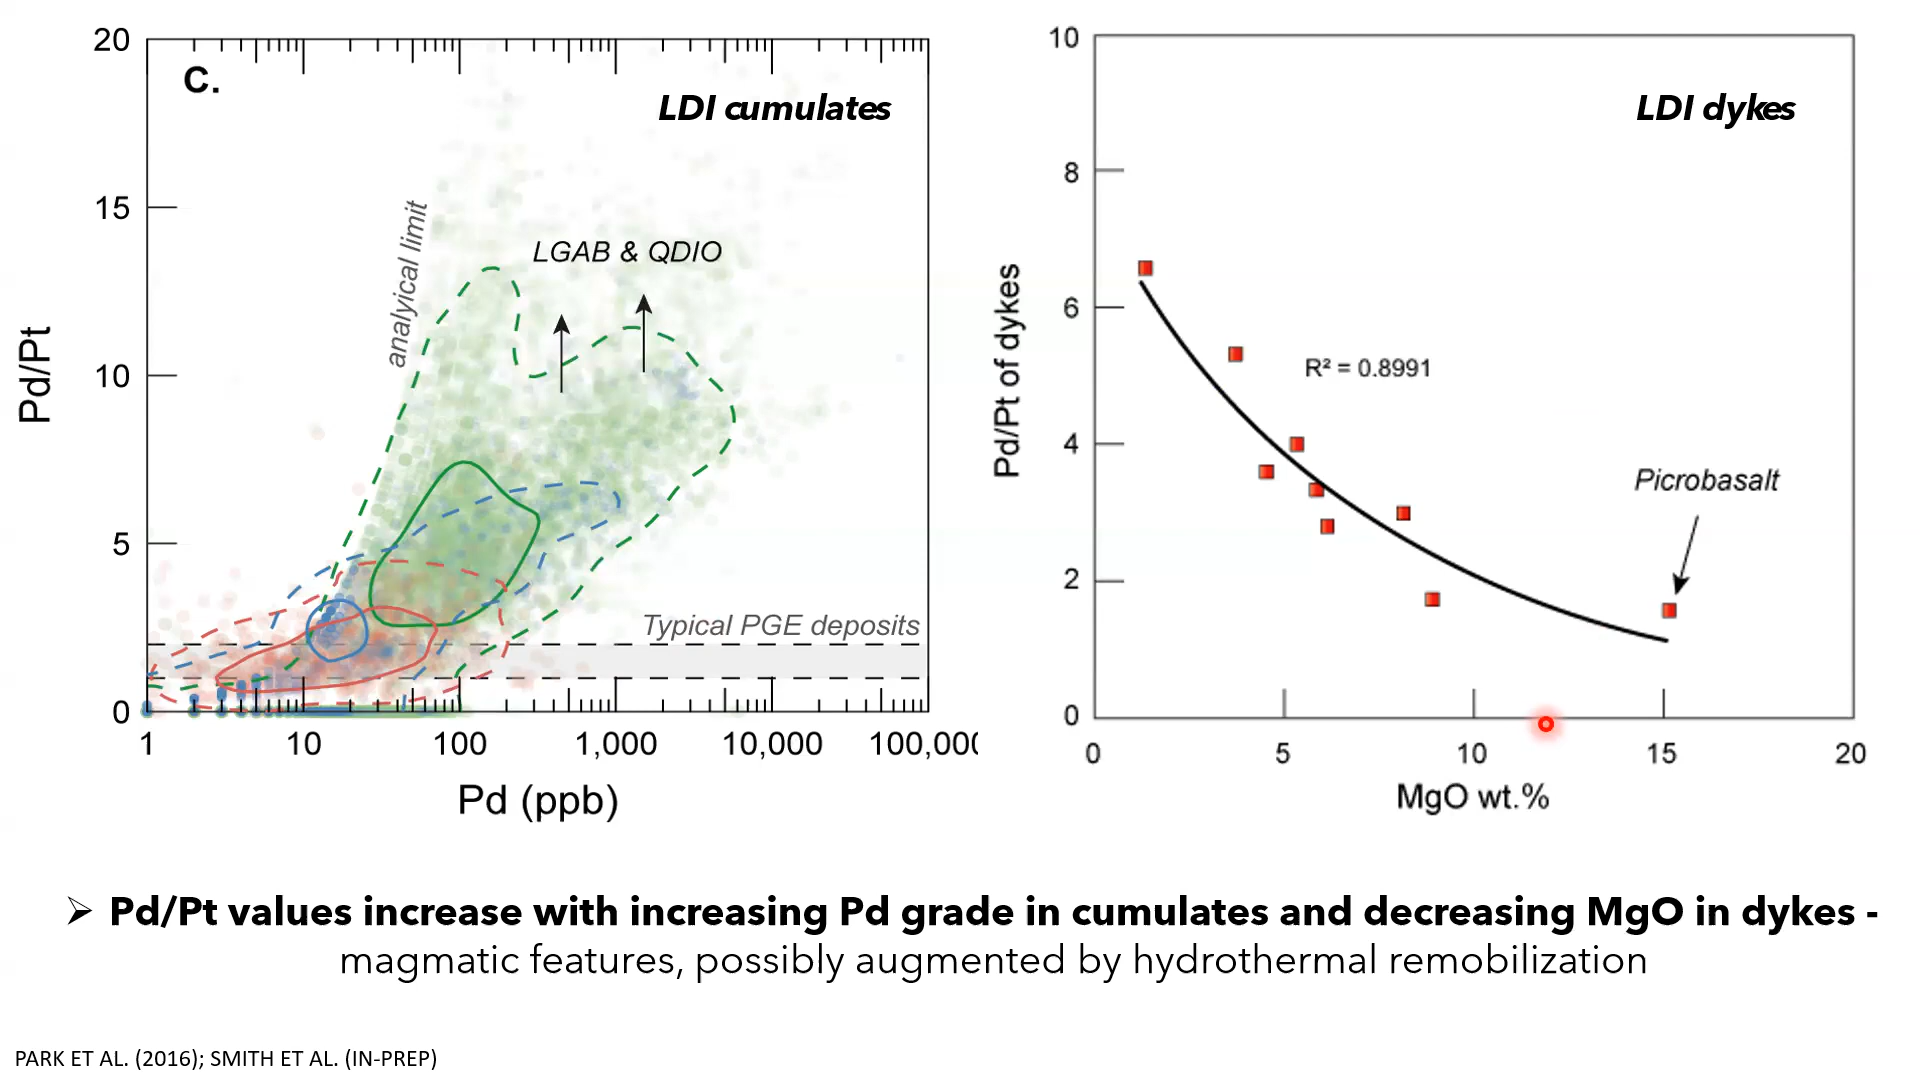 20
C.
LDI cumulates
15
analyical limit
LGAB & QDIO
10
Pd/Pt
5
Typical PGE deposits
0
1 10 100 1,000 10,000 100,00
Pd (ppb)
10
LDI dykes
8
6
R² = 0.8991
Pd/Pt of dykes
4
Picrobasalt
2
0
0 5 10 15 20
MgO wt.%
➢ Pd/Pt values increase with increasing Pd grade in cumulates and decreasing MgO in dykes -
magmatic features, possibly augmented by hydrothermal remobilization
PARK ET AL. (2016); SMITH ET AL. (IN-PREP)